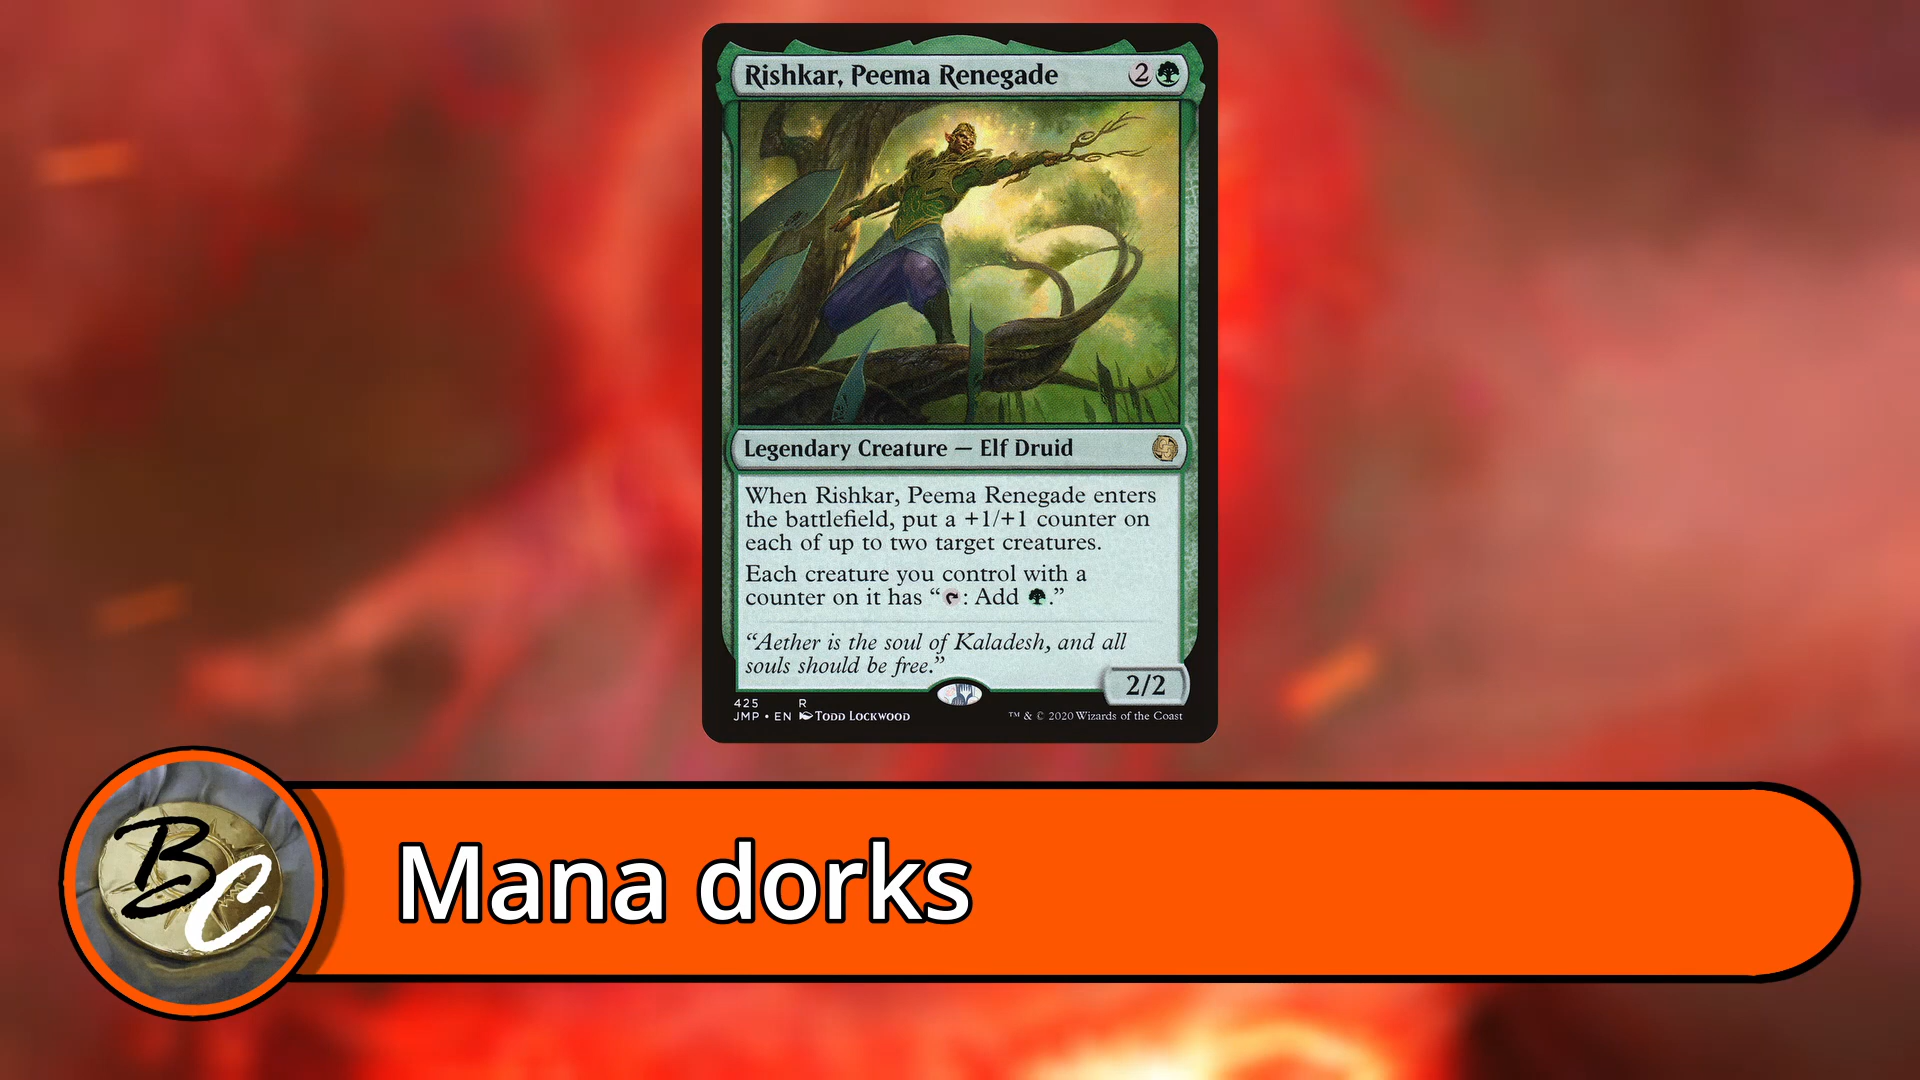 Rishkar, Peema Renegade 2
Legendary Creature — Elf Druid
When Rishkar, Peema Renegade enters
the battlefield, put a +1/+1 counter on
each of up to two target creatures.
Each creature you control with a
counter on it has “: Add .”
“Aether is the soul of Kaladesh, and all
souls should be free.”
2/2
425 R
JMP • EN Todd Lockwood
™ & © 2020 Wizards of the Coast
BC
Mana dorks